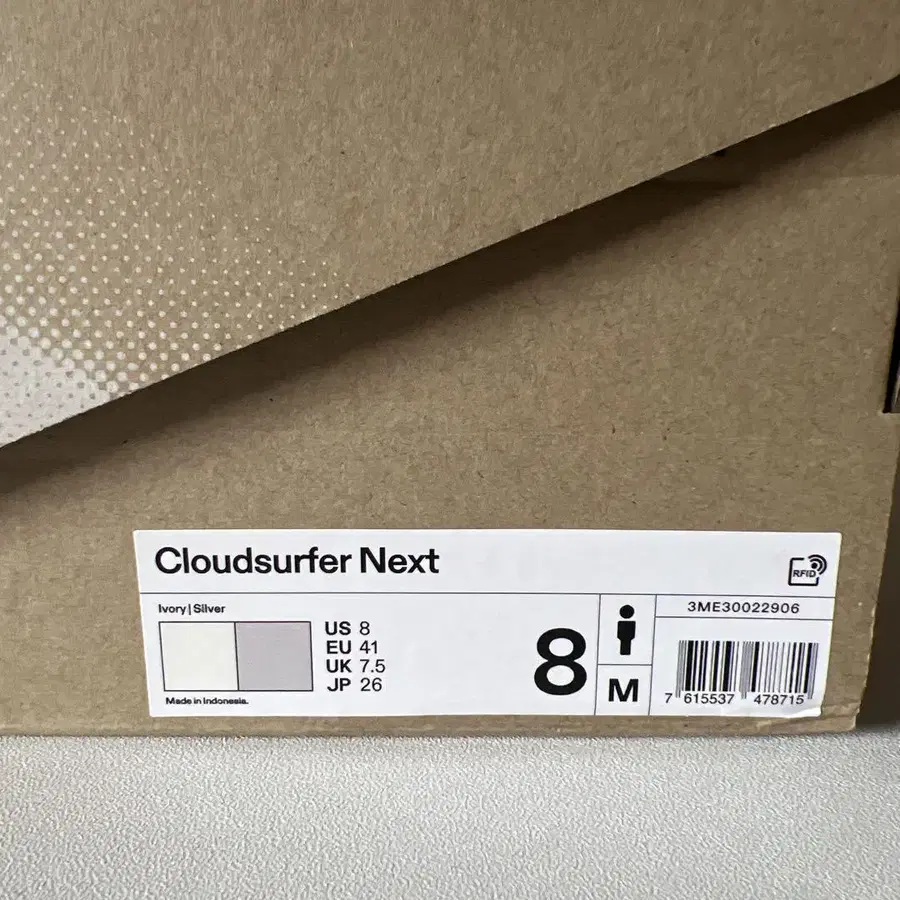 Cloudsurfer Next
RFID
Ivory | Silver
US 8
EU 41
UK 7.5
JP 26
Made in Indonesia.
8
M
3ME30022906
7 615537 478715